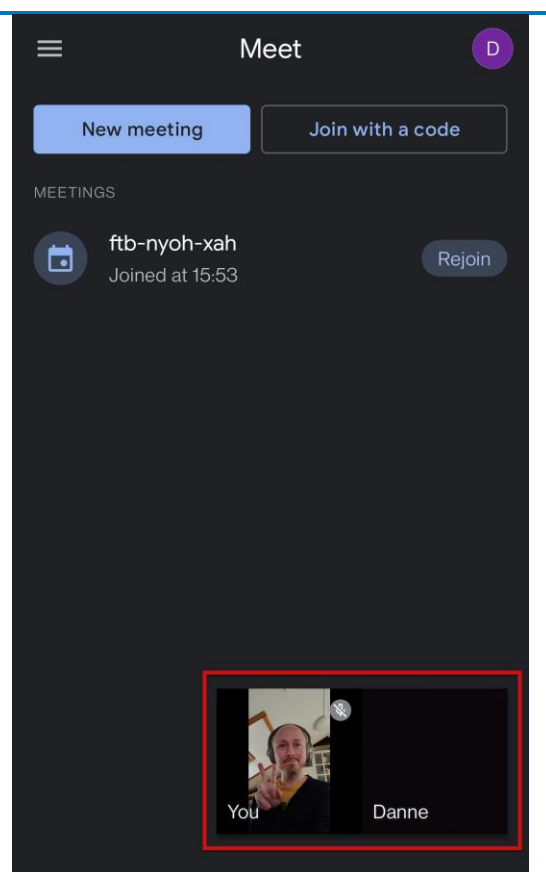 Meet
D
New meeting
Join with a code
MEETINGS
ftb-nyoh-xah
Joined at 15:53
Rejoin
You
Danne